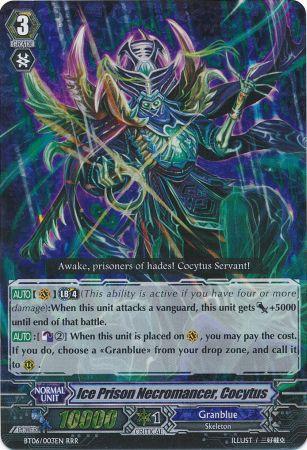 3
GRADE
Awake, prisoners of hades! Cocytus Servant!
AUTO 1 LB 4 (This ability is active if you have four or more
damage):When this unit attacks a vanguard, this unit gets +5000
until end of that battle.
AUTO :[ (2)] When this unit is placed on , you may pay the cost.
If you do, choose a «Granblue» from your drop zone, and call it
to .
NORMAL
UNIT
Ice Prison Necromancer, Cocytus
POWER
10000
1
CRITICAL
Granblue
Skeleton
BT06/003EN RRR
ILLUST /